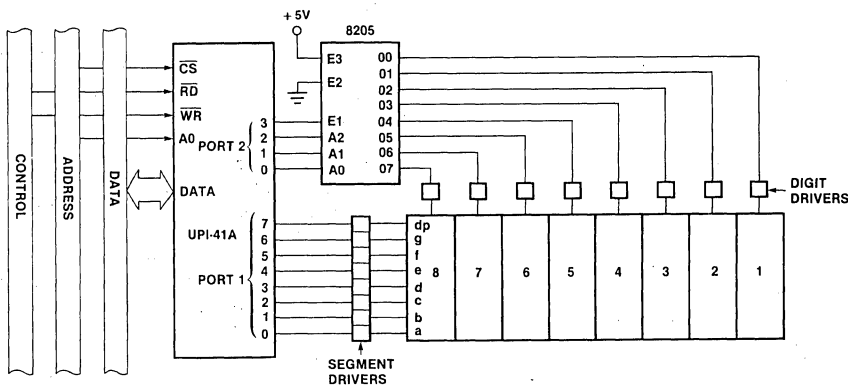 +5V
8205
E3
E2
E1
A2
A1
A0
00
01
02
03
04
05
06
07
CS
RD
WR
A0
DATA
UPI-41A
PORT 2
3
2
1
0
PORT 1
7
6
5
4
3
2
1
0
CONTROL
ADDRESS
DATA
dp
g
f
e
d
c
b
a
8 7 6 5 4 3 2 1
DIGIT
DRIVERS
SEGMENT
DRIVERS